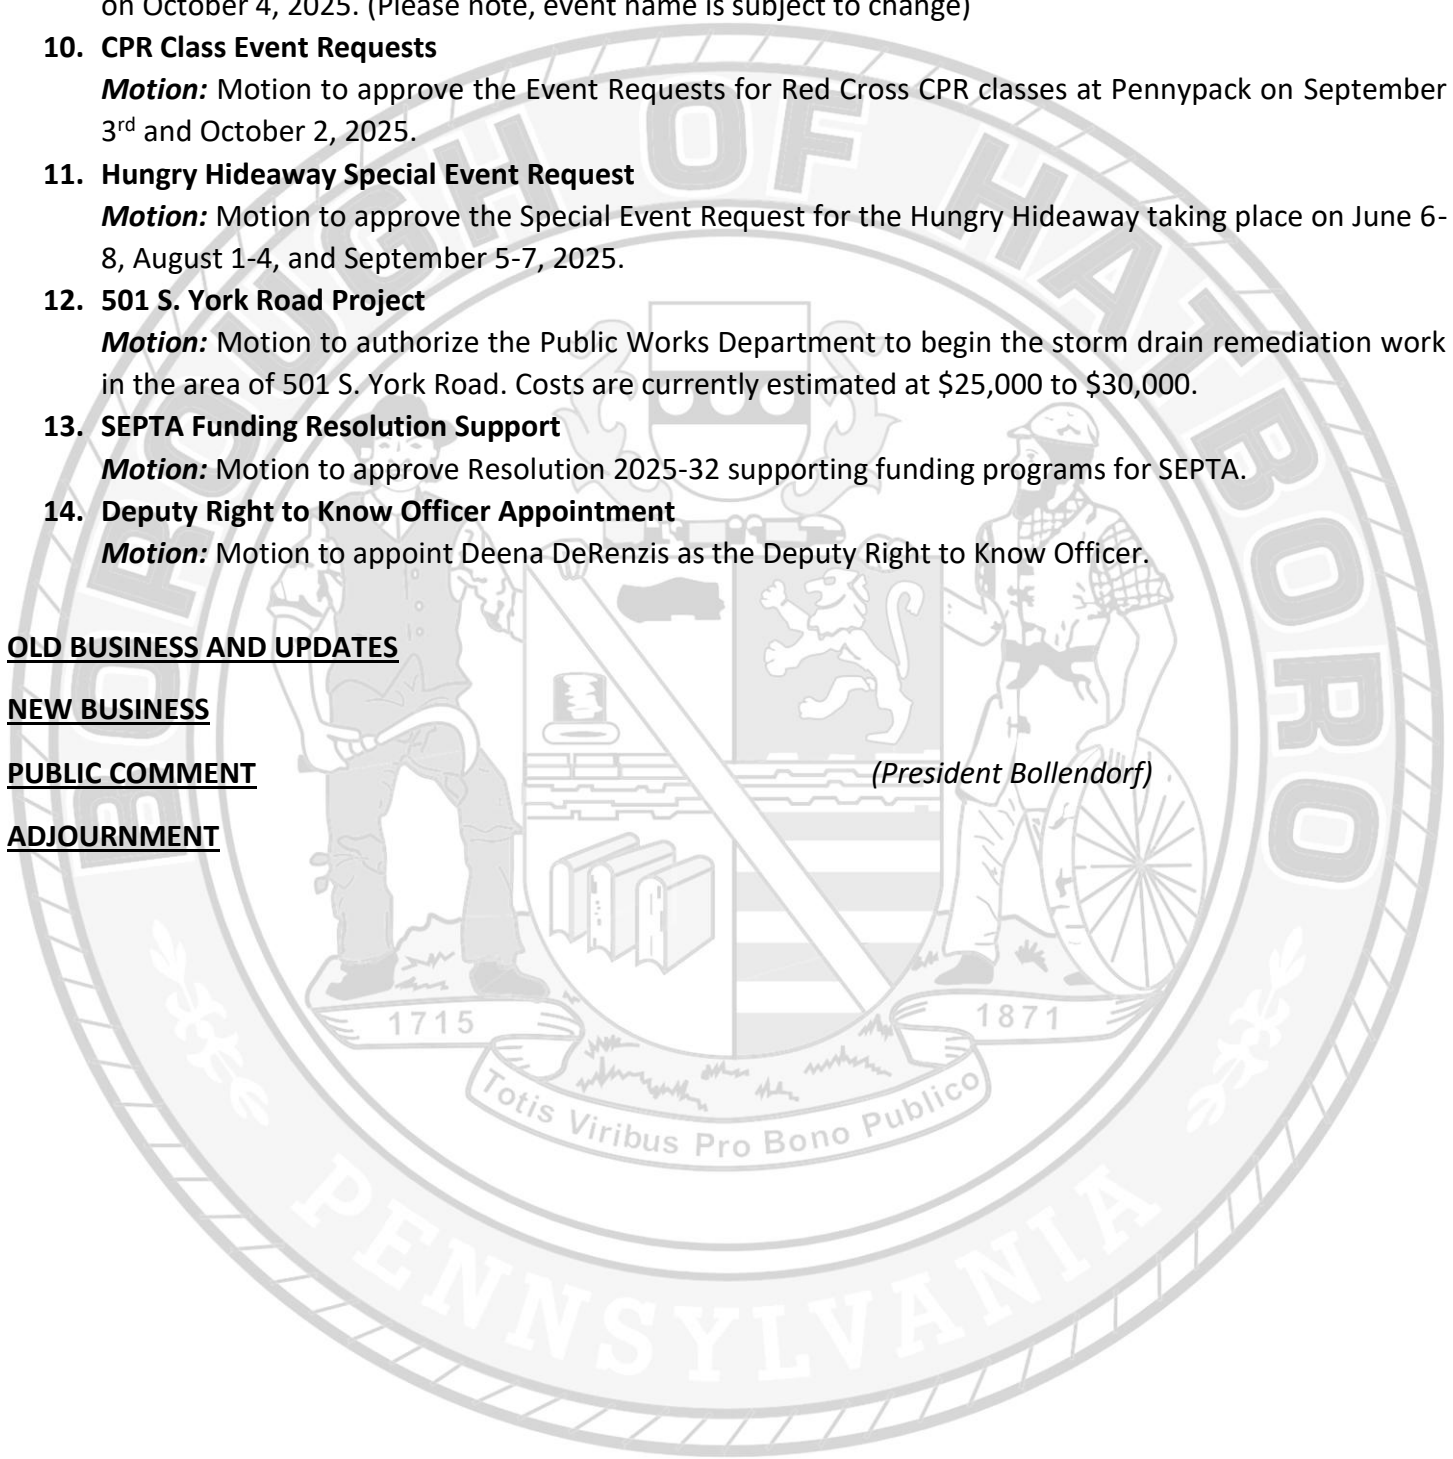 on October 4, 2025. (Please note, event name is subject to change)
10. CPR Class Event Requests
Motion: Motion to approve the Event Requests for Red Cross CPR classes at Pennypack on September
3rd and October 2, 2025.
11. Hungry Hideaway Special Event Request
Motion: Motion to approve the Special Event Request for the Hungry Hideaway taking place on June 6-
8, August 1-4, and September 5-7, 2025.
12. 501 S. York Road Project
Motion: Motion to authorize the Public Works Department to begin the storm drain remediation work
in the area of 501 S. York Road. Costs are currently estimated at $25,000 to $30,000.
13. SEPTA Funding Resolution Support
Motion: Motion to approve Resolution 2025-32 supporting funding programs for SEPTA.
14. Deputy Right to Know Officer Appointment
Motion: Motion to appoint Deena DeRenzis as the Deputy Right to Know Officer.
OLD BUSINESS AND UPDATES
NEW BUSINESS
PUBLIC COMMENT (President Bollendorf)
ADJOURNMENT
BOROUGH OF HATBORO
1715
1871
Totis Viribus Pro Bono Publico
PENNSYLVANIA